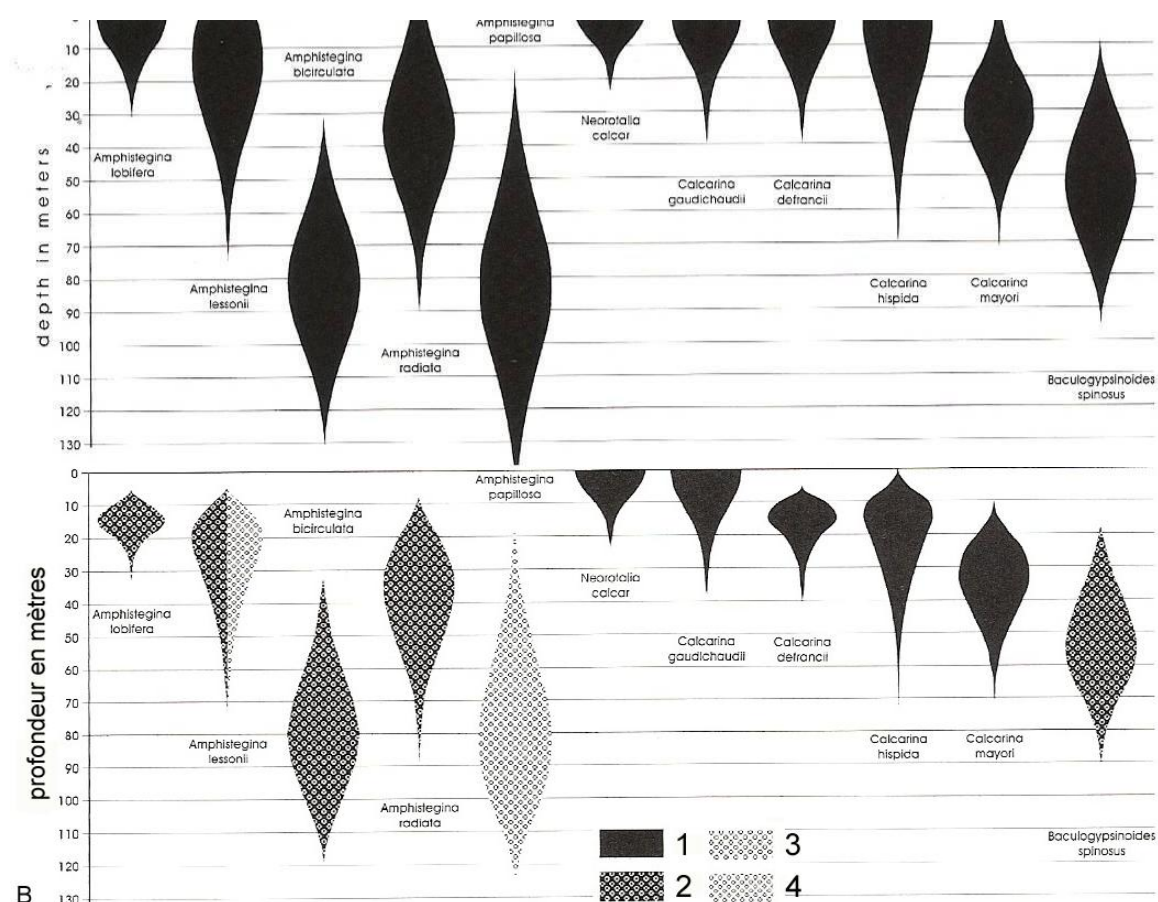 depth in meters
0
10
20
30
40
50
60
70
80
90
100
110
120
130
Amphistegina
lobifera
Amphistegina
lessonii
Amphistegina
bicirculata
Amphistegina
radiata
Amphistegina
papillosa
Neorotalia
calcar
Calcarina
gaudichaudii
Calcarina
defrancii
Calcarina
hispida
Calcarina
mayori
Baculogypsinoides
spinosus
profondeur en mètres
0
10
20
30
40
50
60
70
80
90
100
110
120
130
Amphistegina
lobifera
Amphistegina
lessonii
Amphistegina
bicirculata
Amphistegina
radiata
Amphistegina
papillosa
Neorotalia
calcar
Calcarina
gaudichaudii
Calcarina
defrancii
Calcarina
hispida
Calcarina
mayori
Baculogypsinoides
spinosus
1
2
3
4
B